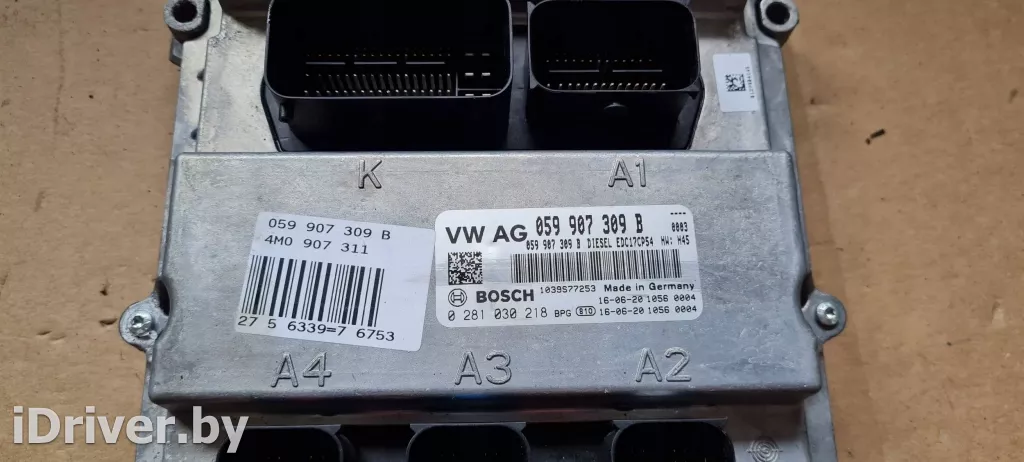 K
A1
059 907 309 B
4M0 907 311
27 5 6339=7 6753
VW AG 059 907 309 B
----
0003
059 907 309 B DIESEL EDC17CP54 HW: H45
1039S77253 Made in Germany
BOSCH
16-06-20 1056 0004
0 281 030 218 BPG 810 16-06-20 1056 0004
A4
A3
A2
iDriver.by